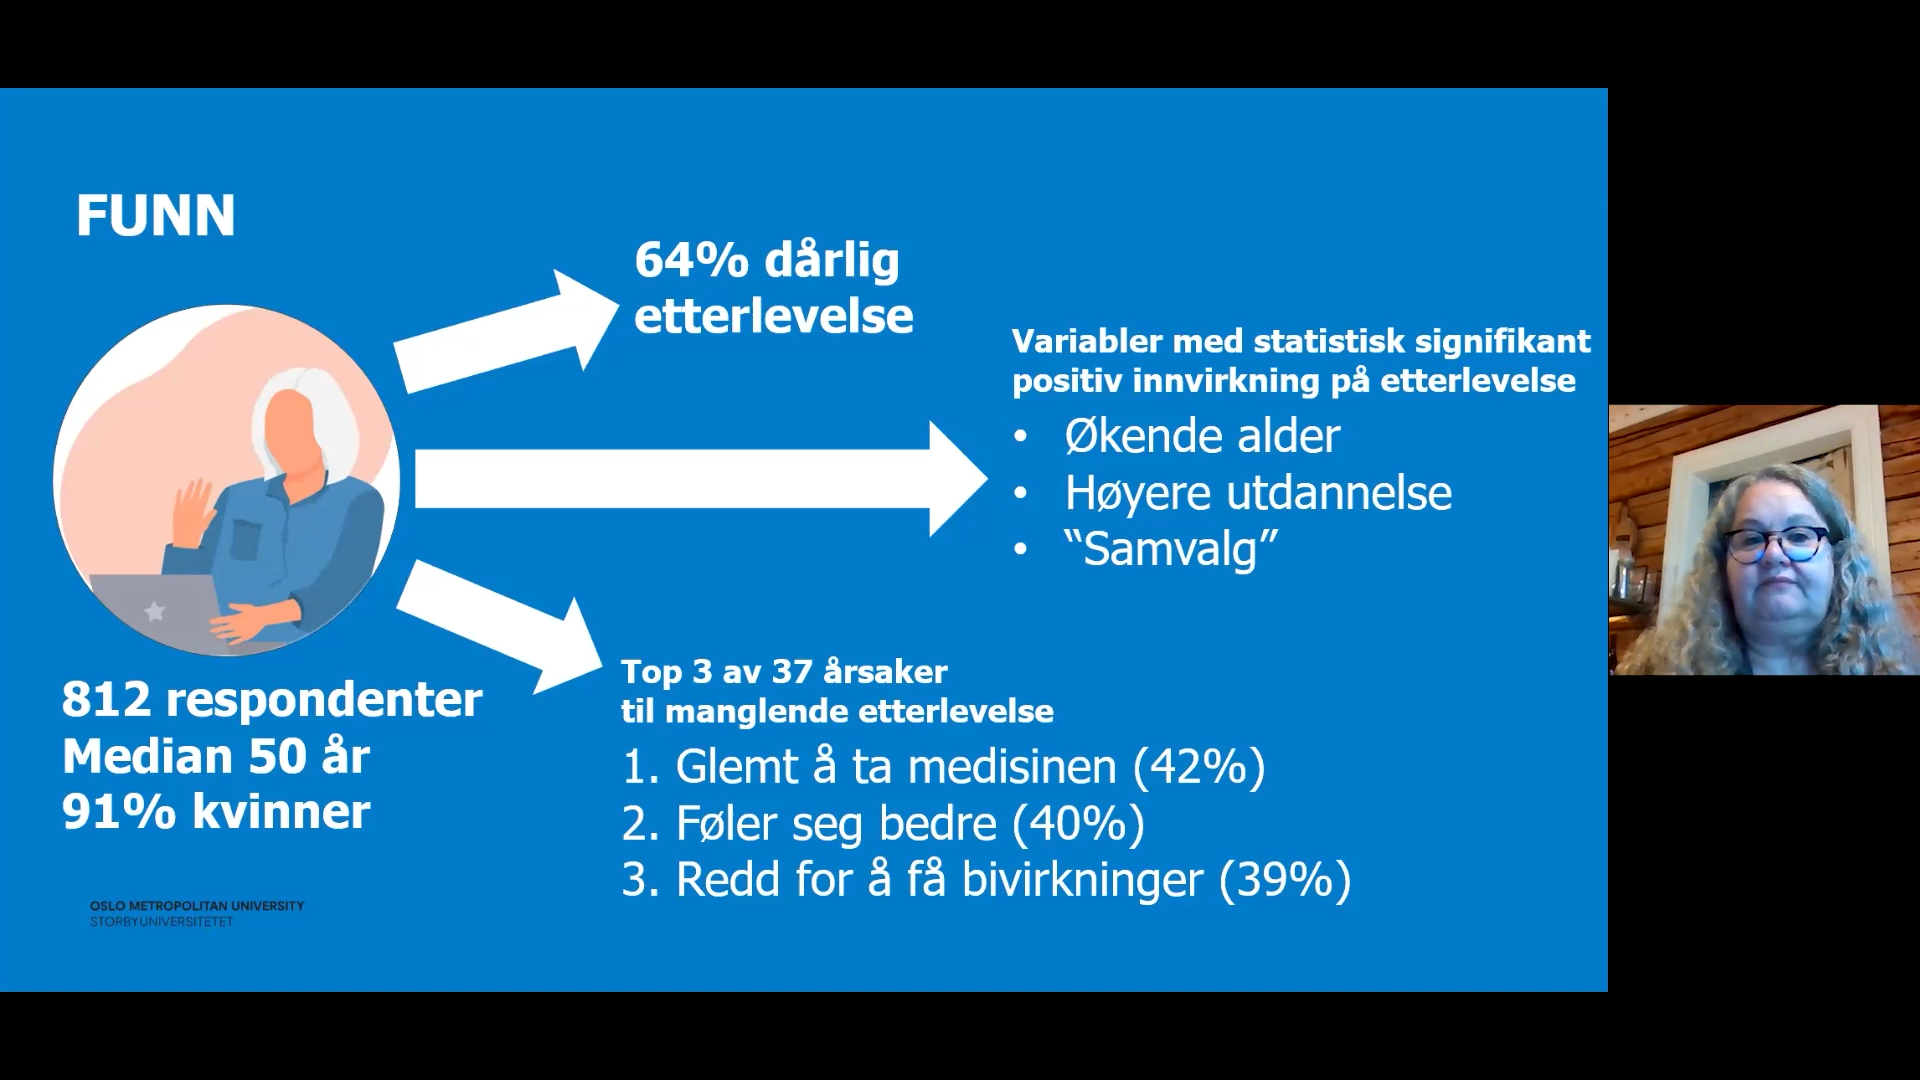 FUNN
64% dårlig
etterlevelse
Variabler med statistisk signifikant
positiv innvirkning på etterlevelse
• Økende alder
• Høyere utdannelse
• “Samvalg”
812 respondenter
Median 50 år
91% kvinner
Top 3 av 37 årsaker
til manglende etterlevelse
1. Glemt å ta medisinen (42%)
2. Føler seg bedre (40%)
3. Redd for å få bivirkninger (39%)
OSLO METROPOLITAN UNIVERSITY
STORBYUNIVERSITETET